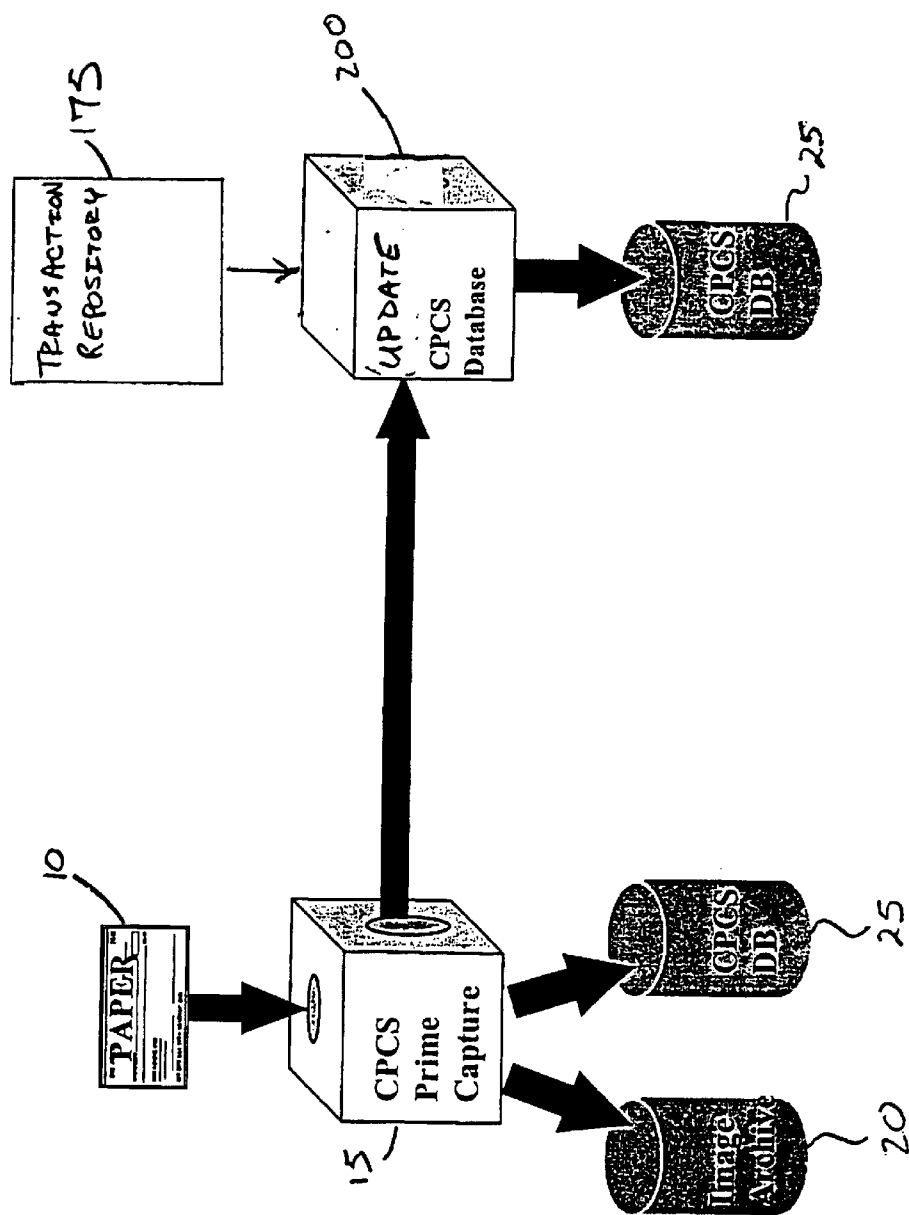 10
PAPER
CPCS
Prime
Capture
15
Image
Archive
20
CPCS
DB
25
TRANSACTION
REPOSITORY
175
UPDATE
CPCS
Database
200
CPCS
DB
25